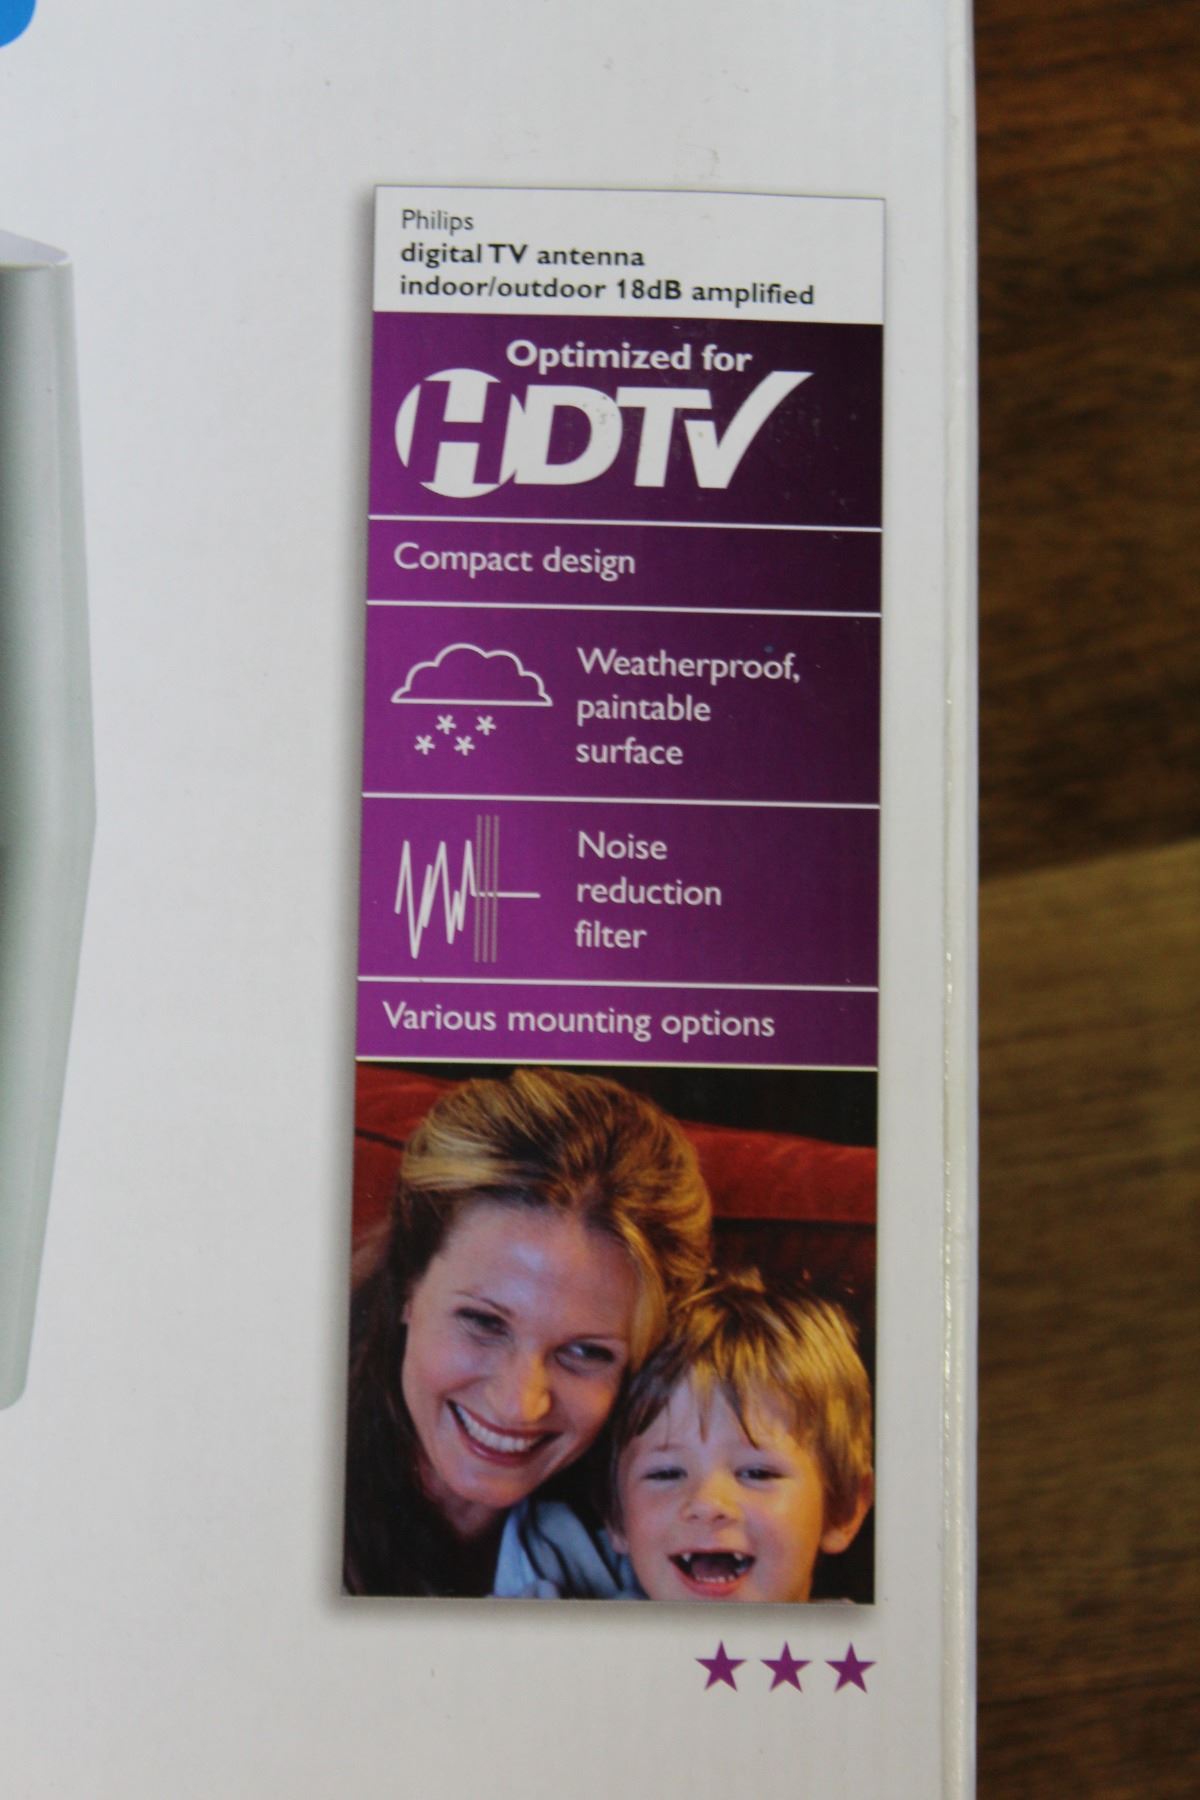 Philips
digital TV antenna
indoor/outdoor 18dB amplified
Optimized for
HDTV
Compact design
Weatherproof,
paintable
surface
Noise
reduction
filter
Various mounting options